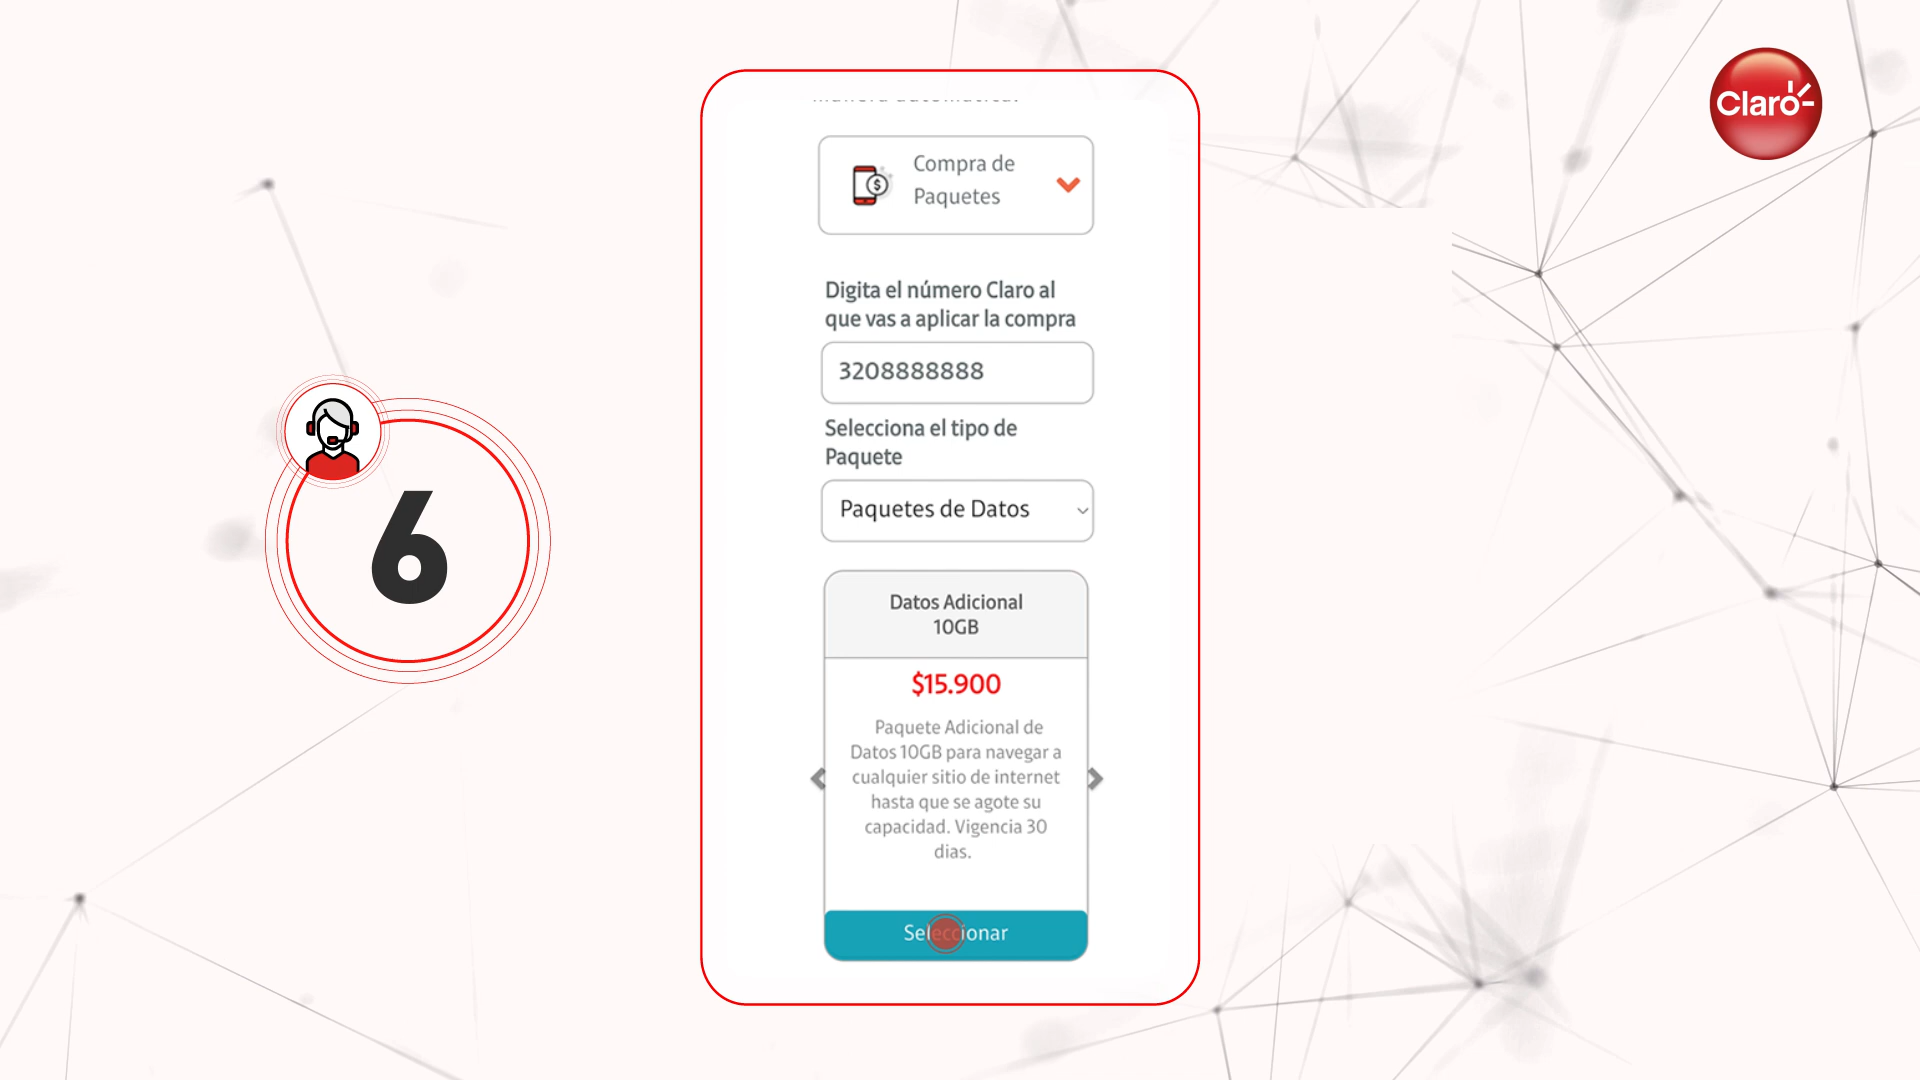 Claro
Compra de
Paquetes
Digita el número Claro al
que vas a aplicar la compra
3208888888
Selecciona el tipo de
Paquete
Paquetes de Datos
6
Datos Adicional
10GB
$15.900
Paquete Adicional de
Datos 10GB para navegar a
cualquier sitio de internet
hasta que se agote su
capacidad. Vigencia 30
dias.
Seleccionar